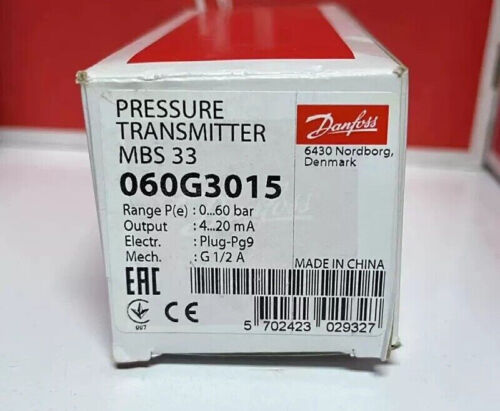 PRESSURE
TRANSMITTER
MBS 33
060G3015
Range P(e) : 0...60 bar
Output : 4...20 mA
Electr. : Plug-Pg9
Mech. : G 1/2 A
Danfoss
6430 Nordborg,
Denmark
MADE IN CHINA
EAC
007
CE
5 702423 029327